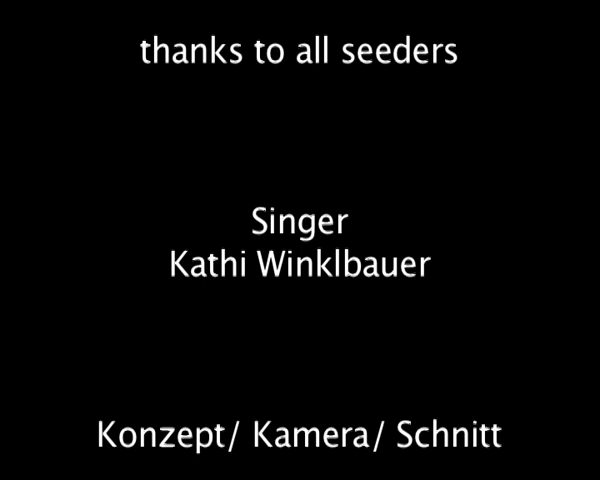 thanks to all seeders
Singer
Kathi Winklbauer
Konzept/ Kamera/ Schnitt